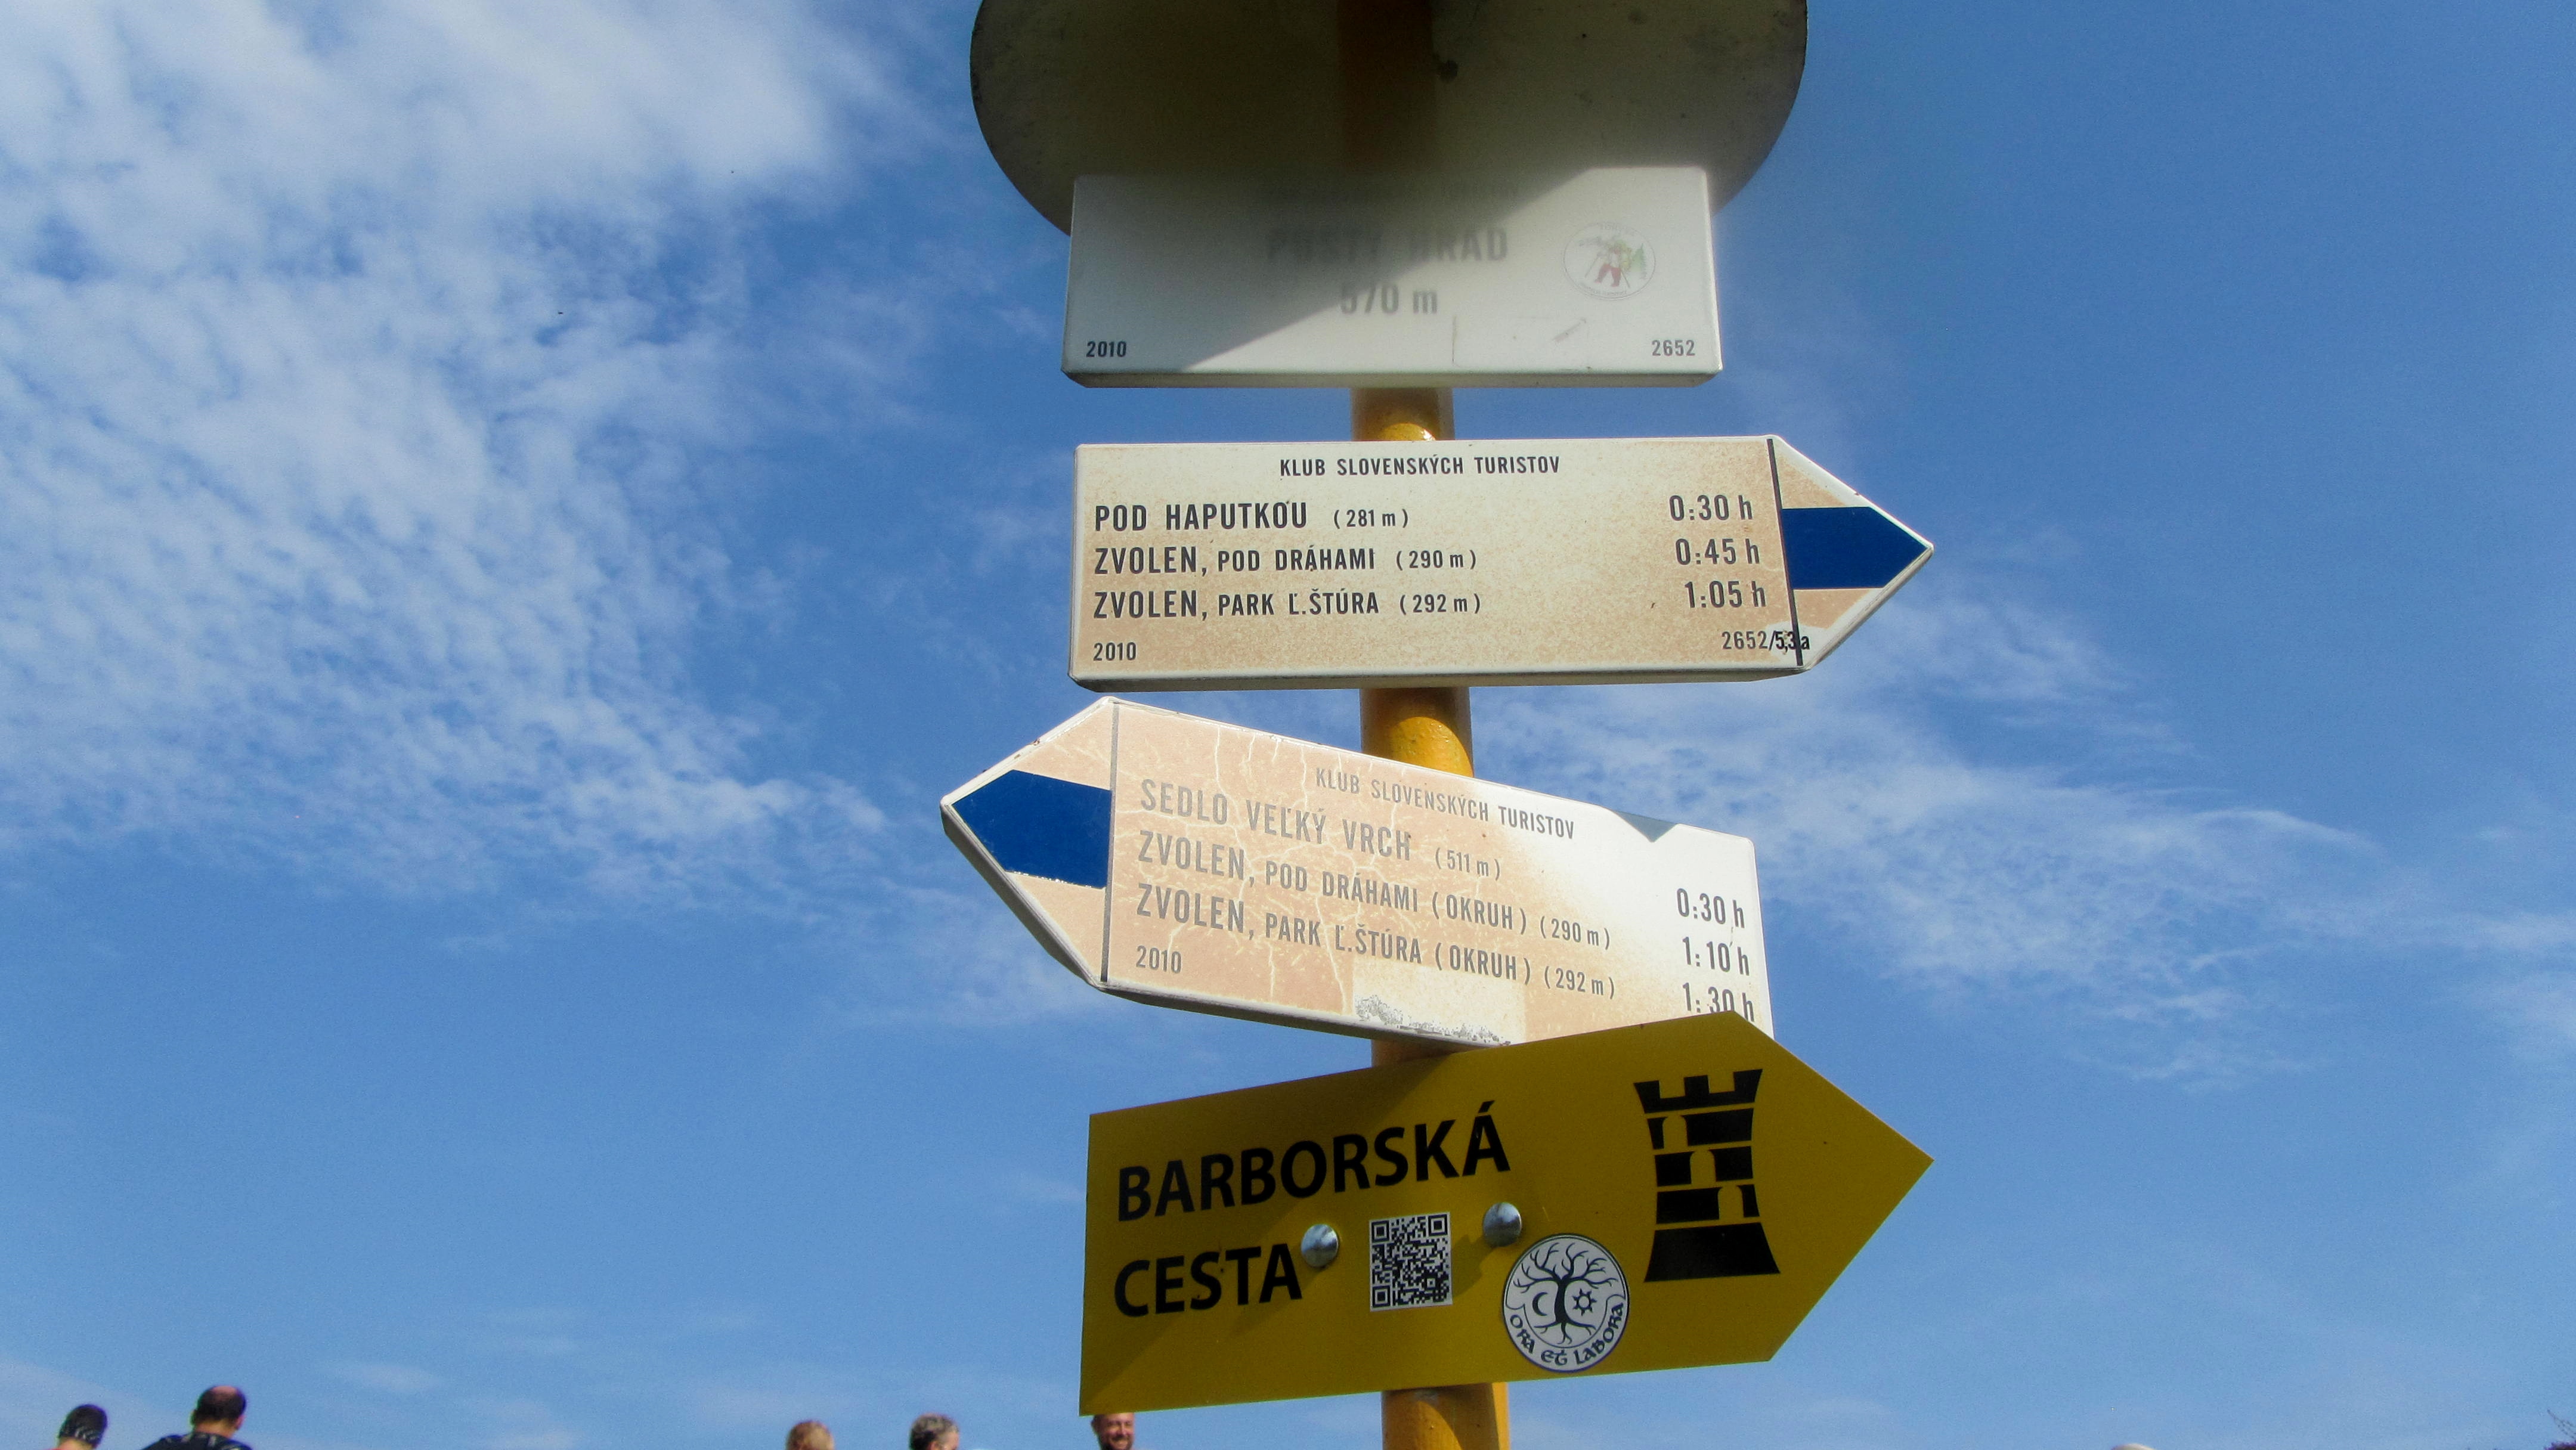 PUSTÝ HRAD
570 m
2010 2652
KLUB SLOVENSKÝCH TURISTOV
POD HAPUTKOU (281 m) 0:30 h
ZVOLEN, POD DRÁHAMI (290 m) 0:45 h
ZVOLEN, PARK Ľ.ŠTÚRA (292 m) 1:05 h
2010 2652/53a
KLUB SLOVENSKÝCH TURISTOV
SEDLO VEĽKÝ VRCH (511 m) 0:30 h
ZVOLEN, POD DRÁHAMI (OKRUH) (290 m) 1:10 h
ZVOLEN, PARK Ľ.ŠTÚRA (OKRUH) (292 m) 1:30 h
2010
BARBORSKÁ
CESTA
ORA ET LABORA